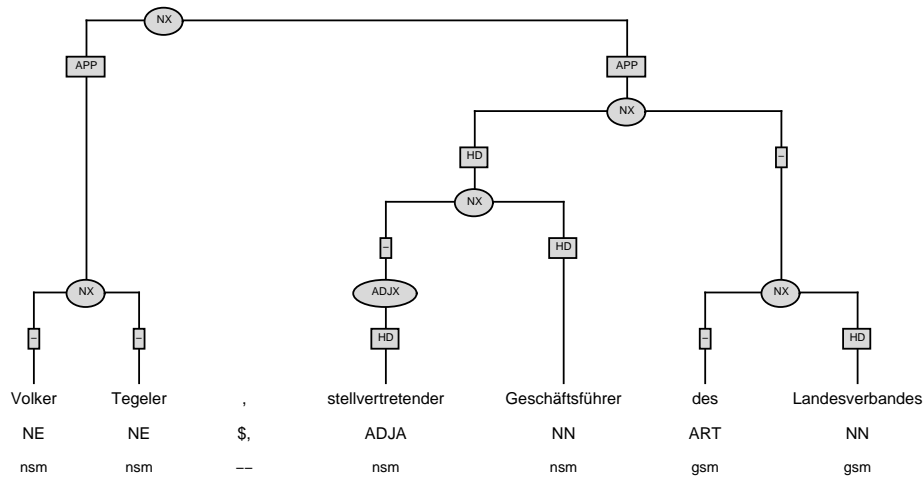 NX
APP APP
NX
HD –
NX
– HD
NX ADJX NX
– – HD – HD
Volker Tegeler , stellvertretender Geschäftsführer des Landesverbandes
NE NE $, ADJA NN ART NN
nsm nsm –– nsm nsm gsm gsm